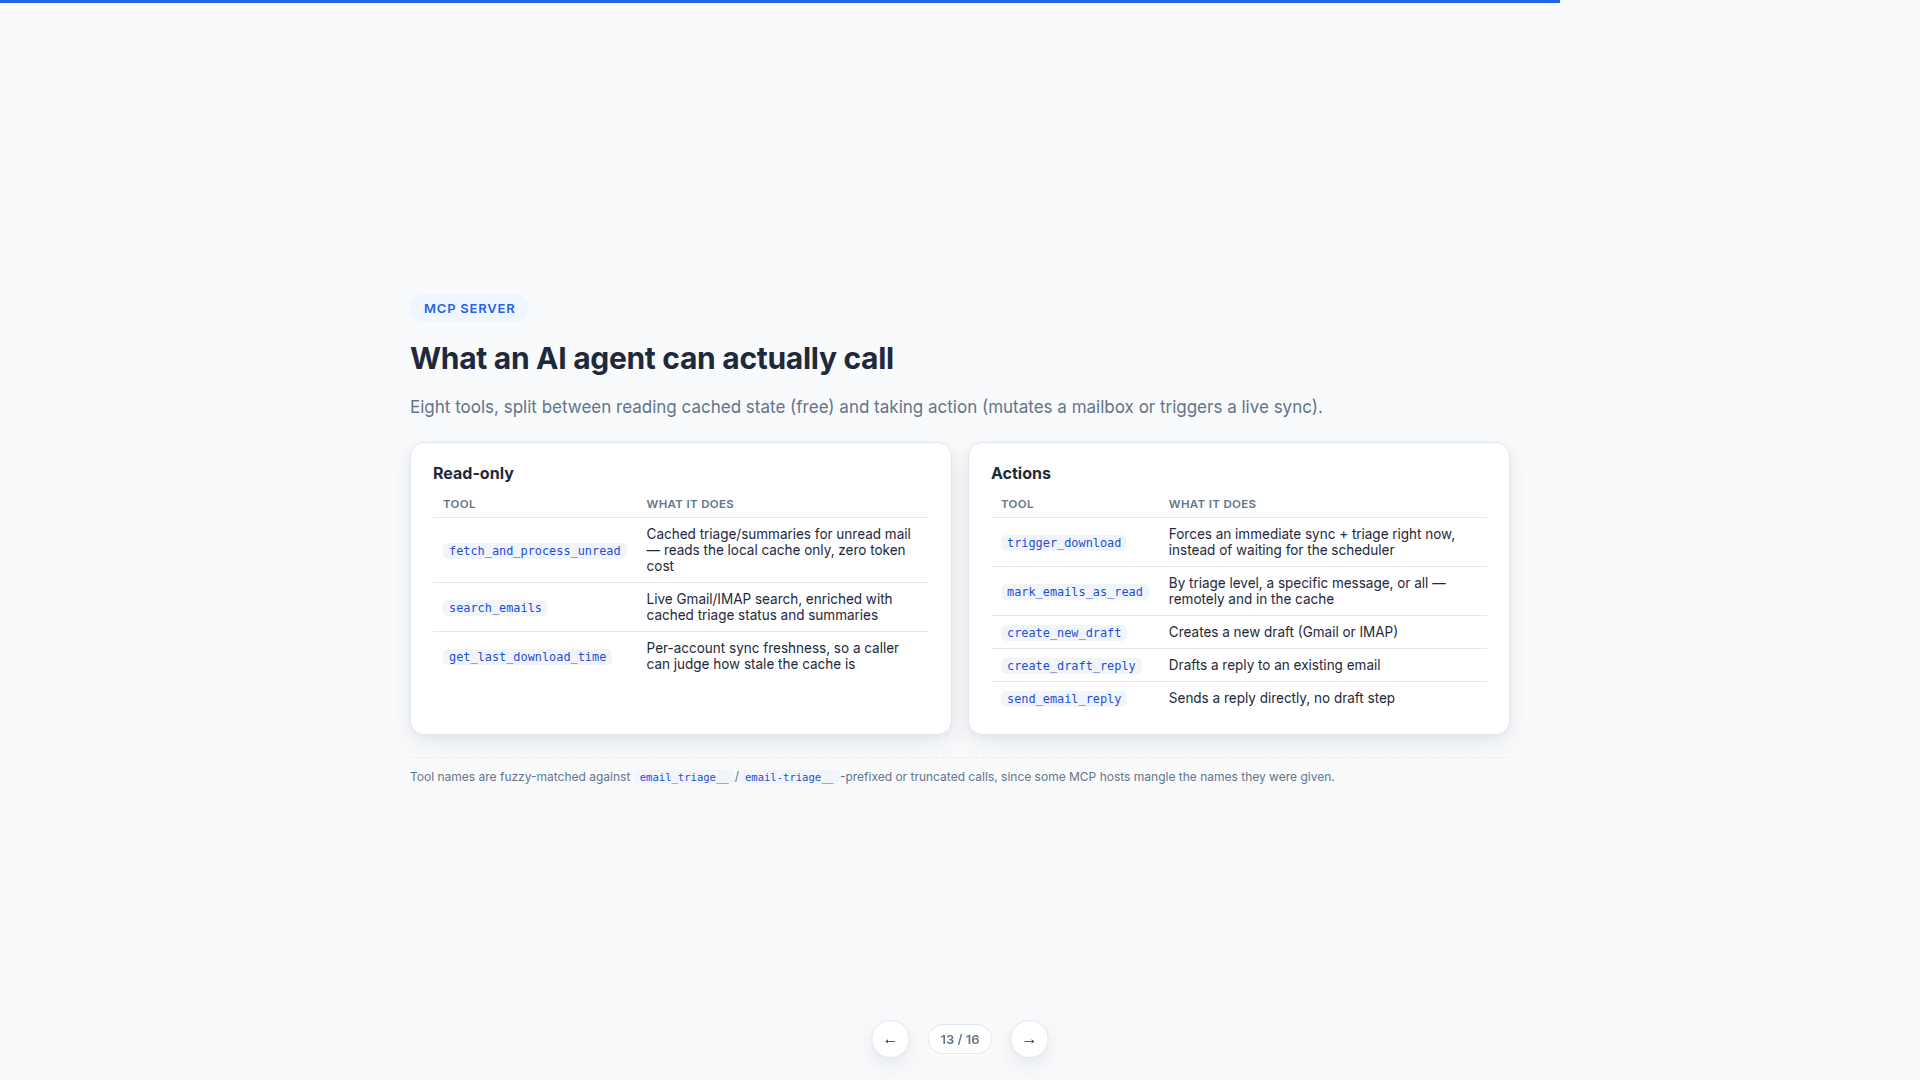 MCP SERVER
What an AI agent can actually call
Eight tools, split between reading cached state (free) and taking action (mutates a mailbox or triggers a live sync).
Read-only
TOOL WHAT IT DOES
fetch_and_process_unread Cached triage/summaries for unread mail
— reads the local cache only, zero token
cost
search_emails Live Gmail/IMAP search, enriched with
cached triage status and summaries
get_last_download_time Per-account sync freshness, so a caller
can judge how stale the cache is
Actions
TOOL WHAT IT DOES
trigger_download Forces an immediate sync + triage right now,
instead of waiting for the scheduler
mark_emails_as_read By triage level, a specific message, or all —
remotely and in the cache
create_new_draft Creates a new draft (Gmail or IMAP)
create_draft_reply Drafts a reply to an existing email
send_email_reply Sends a reply directly, no draft step
Tool names are fuzzy-matched against email_triage__ / email-triage__ -prefixed or truncated calls, since some MCP hosts mangle the names they were given.
← 13 / 16 →